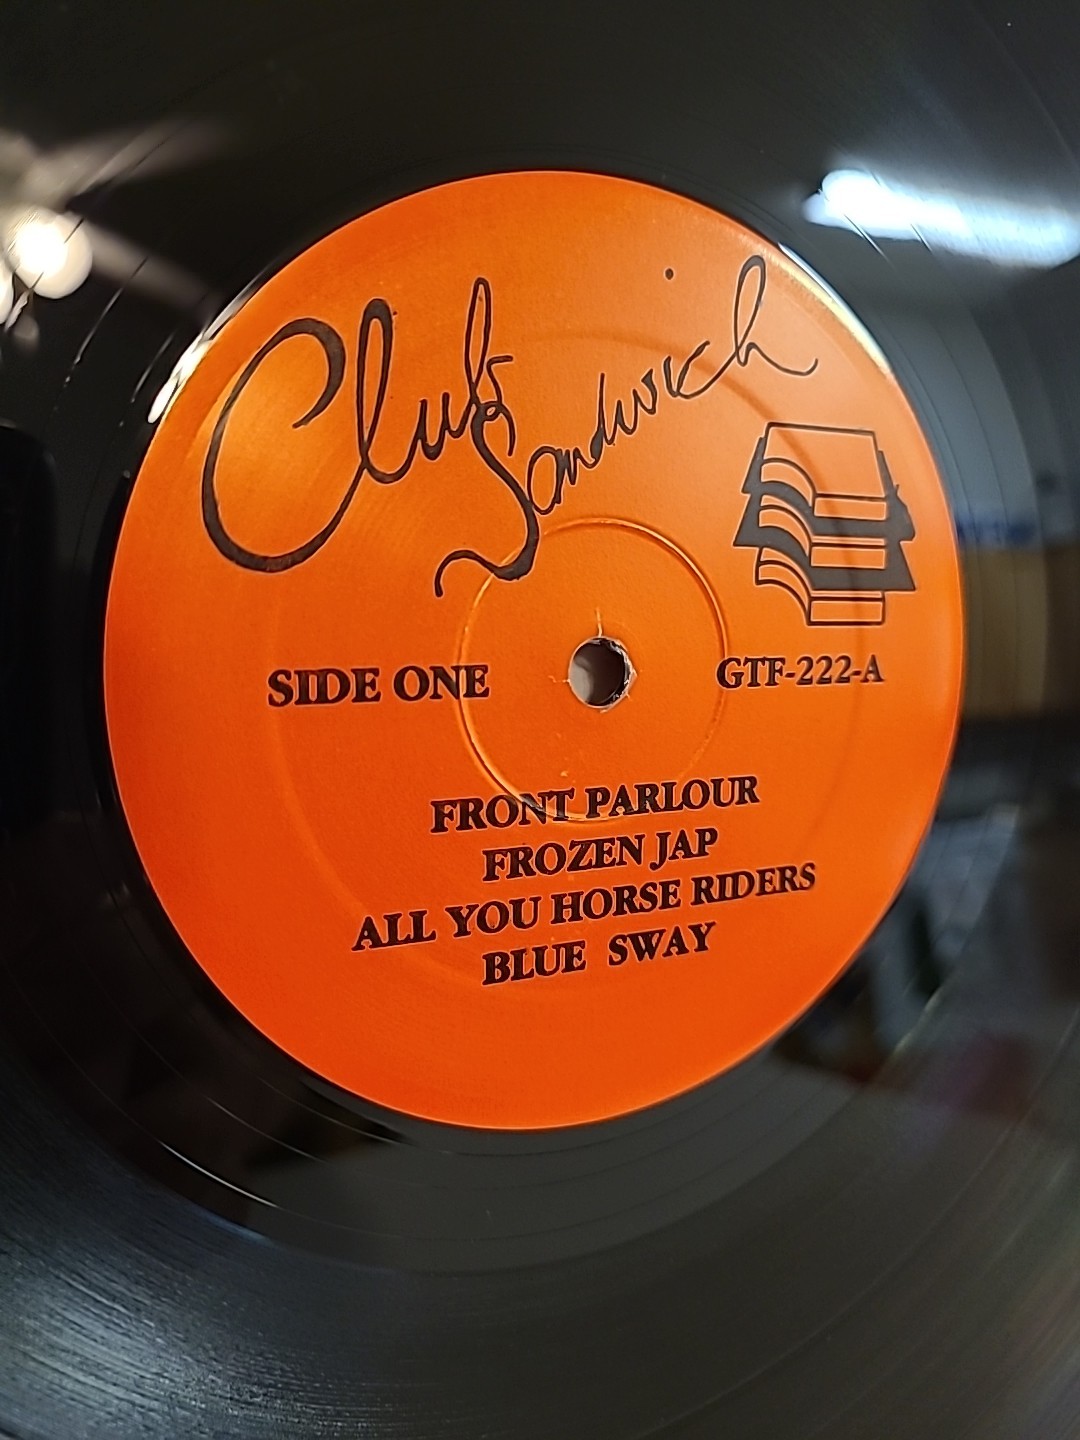 Club
Sandwich
SIDE ONE
GTF-222-A
FRONT PARLOUR
FROZEN JAP
ALL YOU HORSE RIDERS
BLUE SWAY